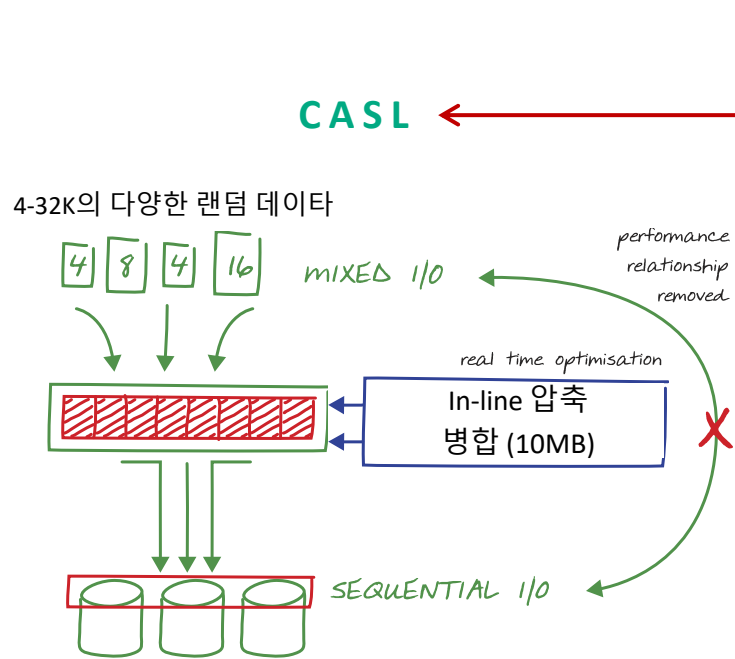 CASL
4-32K의 다양한 랜덤 데이타
4 8 4 16
MIXED I/O
performance
relationship
removed
real time optimisation
In-line 압축
병합 (10MB)
SEQUENTIAL I/O